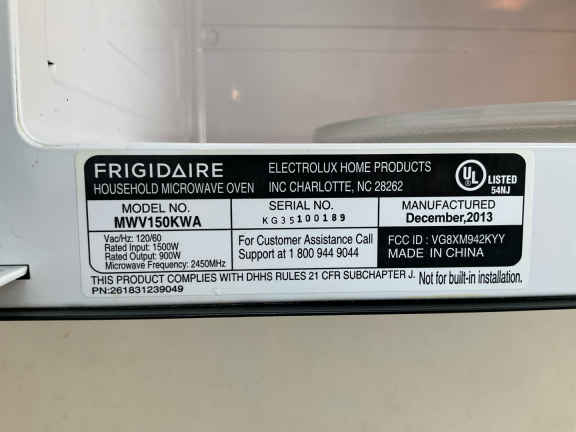 FRIGIDAIRE
HOUSEHOLD MICROWAVE OVEN
ELECTROLUX HOME PRODUCTS
INC CHARLOTTE, NC 28262
UL LISTED
54NJ
MODEL NO.
MWV150KWA
SERIAL NO.
KG35100189
MANUFACTURED
December,2013
Vac/Hz: 120/60
Rated Input: 1500W
Rated Output: 900W
Microwave Frequency: 2450MHz
For Customer Assistance Call
Support at 1 800 944 9044
FCC ID : VG8XM942KYY
MADE IN CHINA
THIS PRODUCT COMPLIES WITH DHHS RULES 21 CFR SUBCHAPTER J.
Not for built-in installation.
PN:261831239049